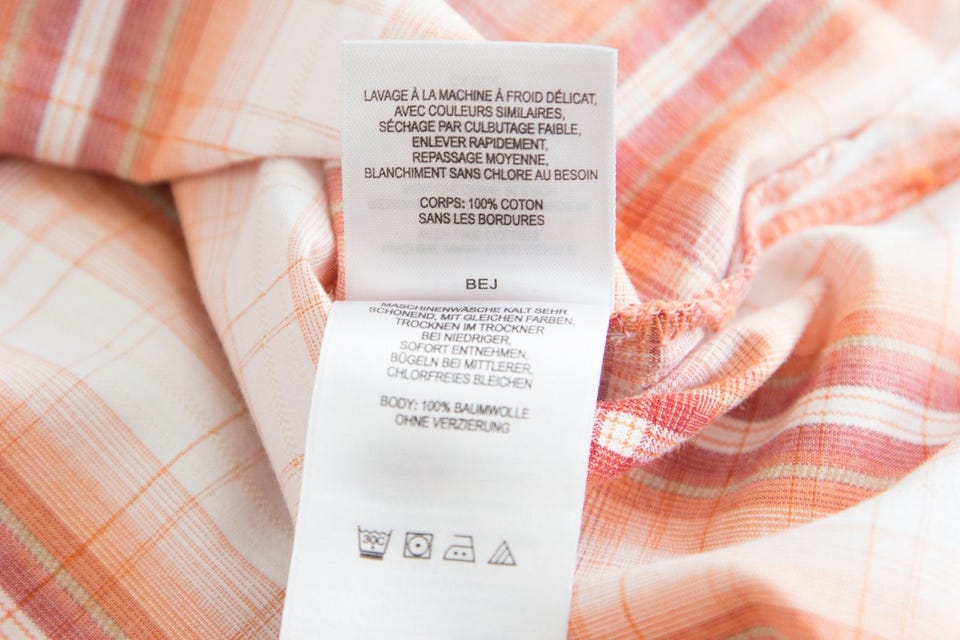 LAVAGE À LA MACHINE À FROID DÉLICAT,
AVEC COULEURS SIMILAIRES,
SÉCHAGE PAR CULBUTAGE FAIBLE,
ENLEVER RAPIDEMENT,
REPASSAGE MOYENNE,
BLANCHIMENT SANS CHLORE AU BESOIN
CORPS: 100% COTON
SANS LES BORDURES
BEJ
MASCHINENWÄSCHE KALT SEHR
SCHONEND, MIT GLEICHEN FARBEN,
TROCKNEN IM TROCKNER
BEI NIEDRIGER,
SOFORT ENTNEHMEN,
BÜGELN BEI MITTLERER,
CHLORFREIES BLEICHEN
BODY: 100% BAUMWOLLE
OHNE VERZIERUNG
30C